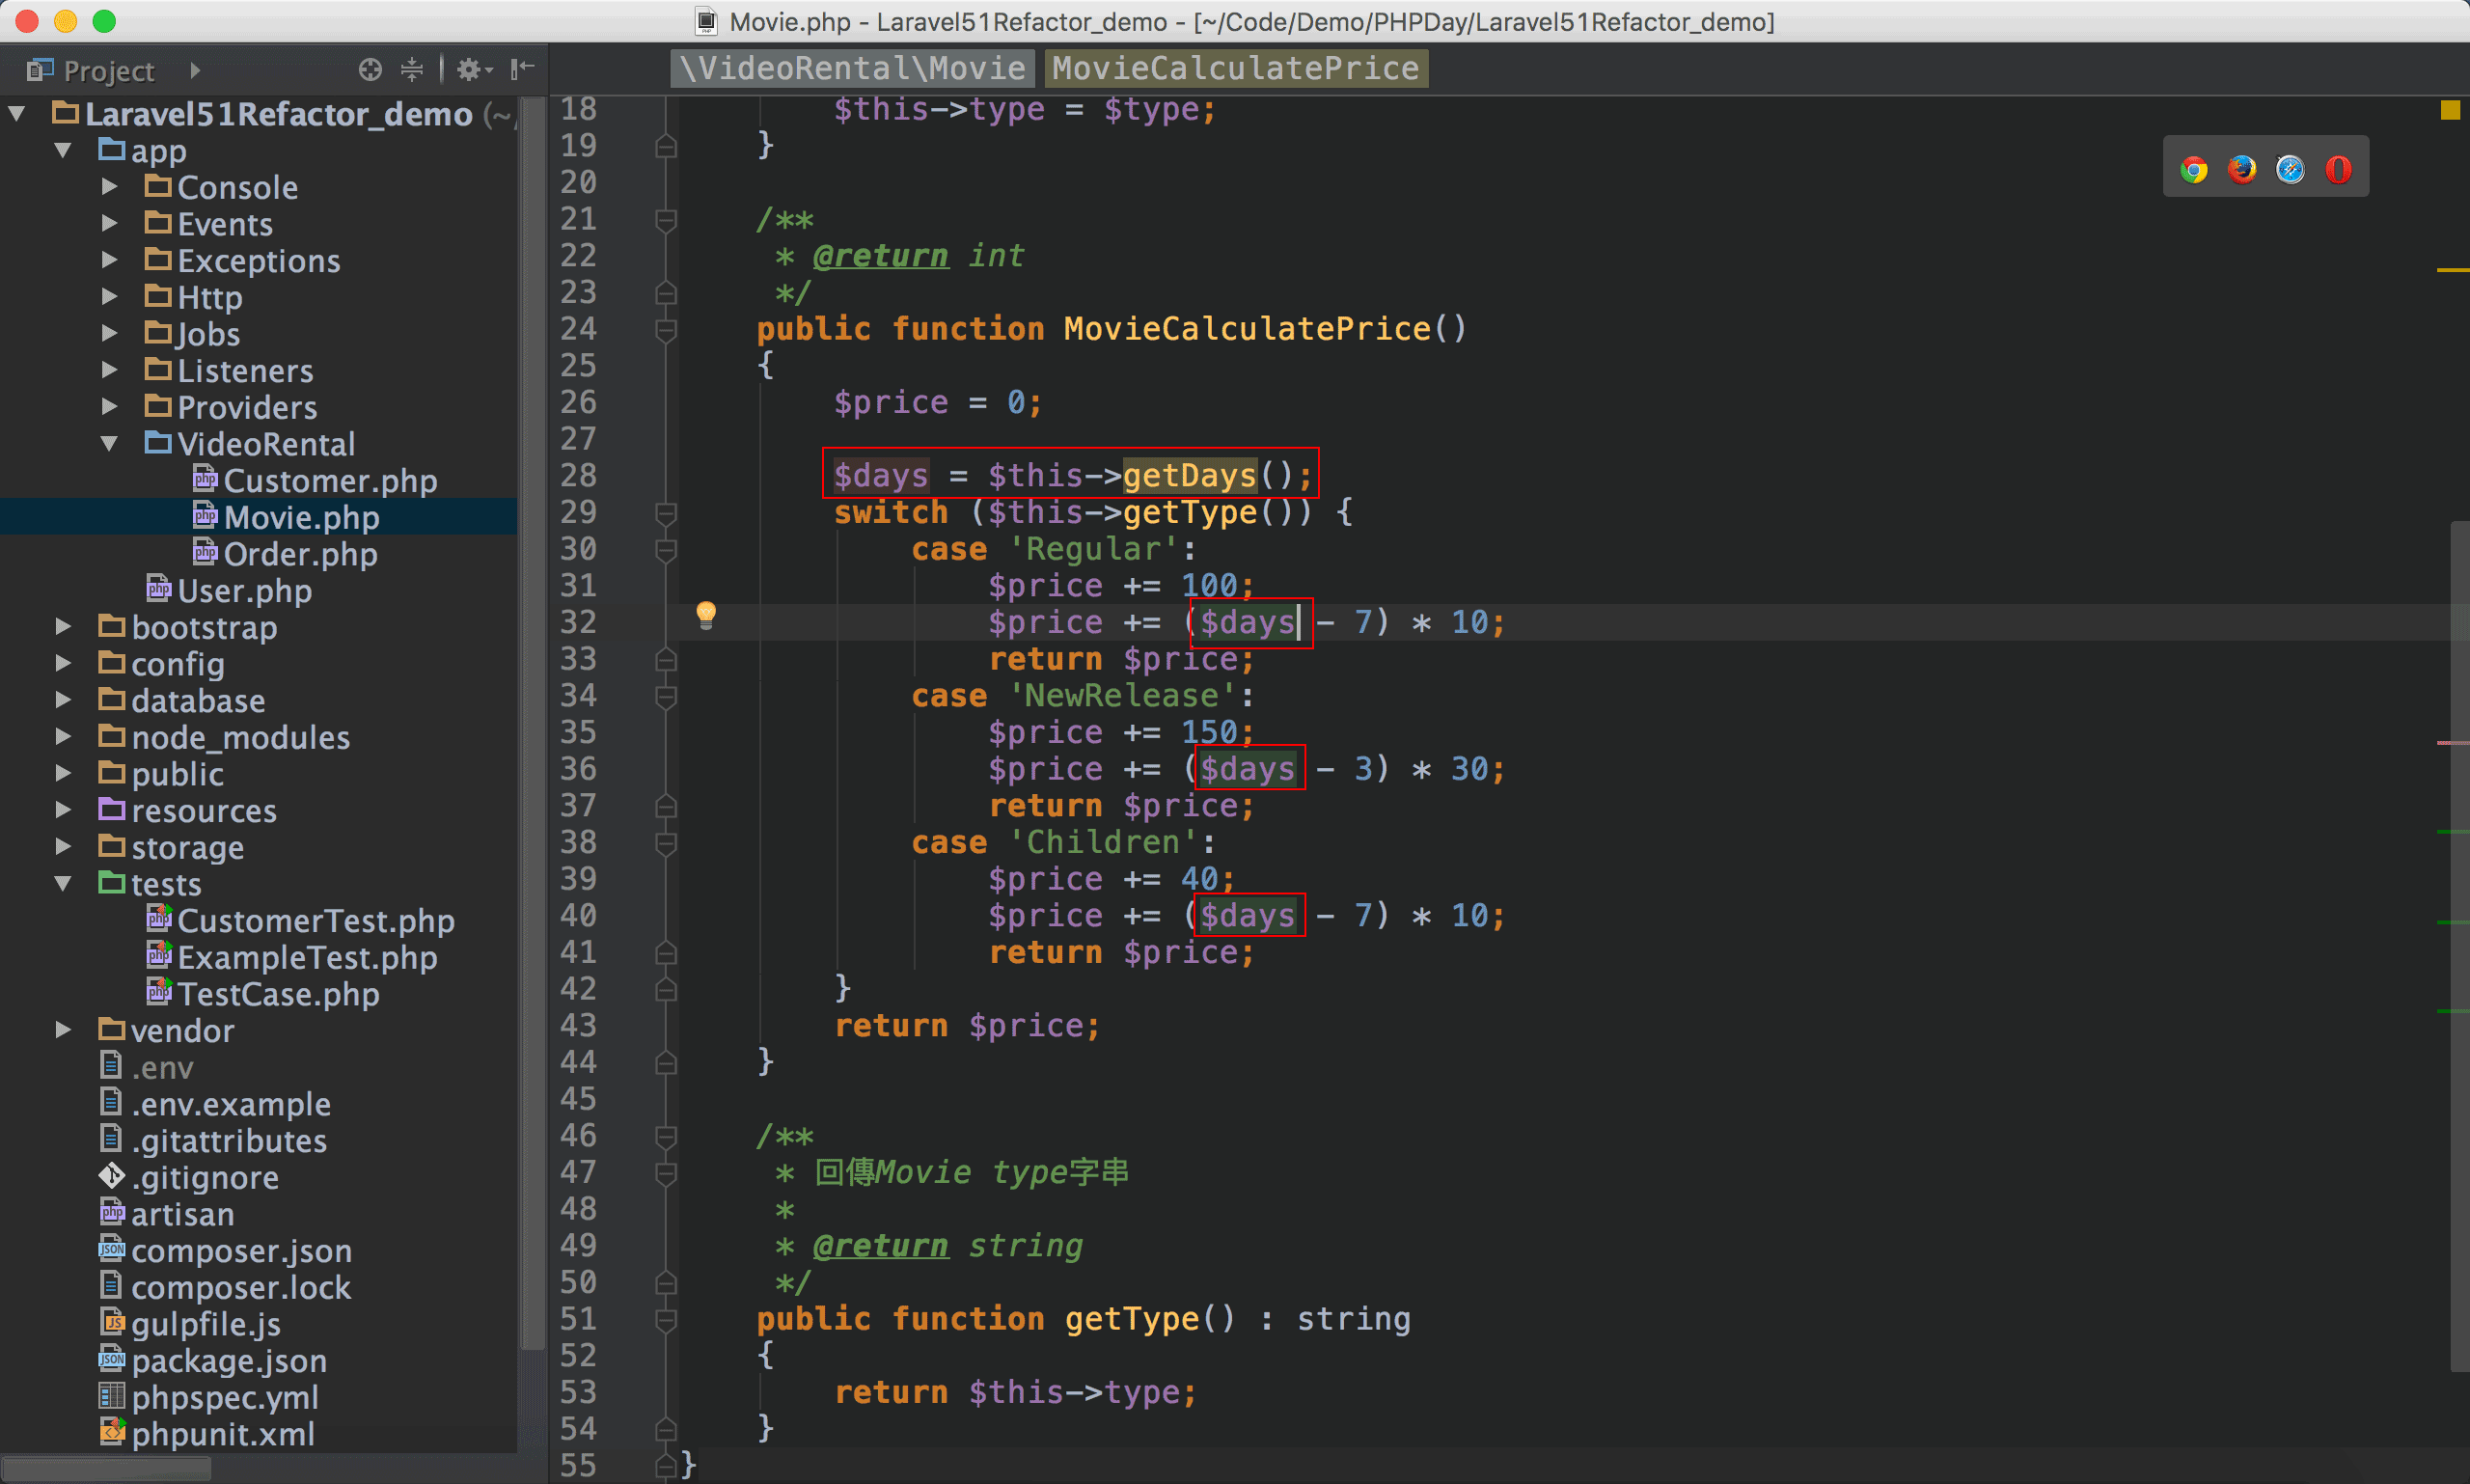 Movie.php - Laravel51Refactor_demo - [~/Code/Demo/PHPDay/Laravel51Refactor_demo]
Project
\VideoRental\Movie MovieCalculatePrice
Laravel51Refactor_demo (~/
app
Console
Events
Exceptions
Http
Jobs
Listeners
Providers
VideoRental
Customer.php
Movie.php
Order.php
User.php
bootstrap
config
database
node_modules
public
resources
storage
tests
CustomerTest.php
ExampleTest.php
TestCase.php
vendor
.env
.env.example
.gitattributes
.gitignore
artisan
composer.json
composer.lock
gulpfile.js
package.json
phpspec.yml
phpunit.xml
18 $this->type = $type;
19 }
20
21 /**
22 * @return int
23 */
24 public function MovieCalculatePrice()
25 {
26 $price = 0;
27
28 $days = $this->getDays();
29 switch ($this->getType()) {
30 case 'Regular':
31 $price += 100;
32 $price += ($days - 7) * 10;
33 return $price;
34 case 'NewRelease':
35 $price += 150;
36 $price += ($days - 3) * 30;
37 return $price;
38 case 'Children':
39 $price += 40;
40 $price += ($days - 7) * 10;
41 return $price;
42 }
43 return $price;
44 }
45
46 /**
47 * 回傳Movie type字串
48 *
49 * @return string
50 */
51 public function getType() : string
52 {
53 return $this->type;
54 }
55 }